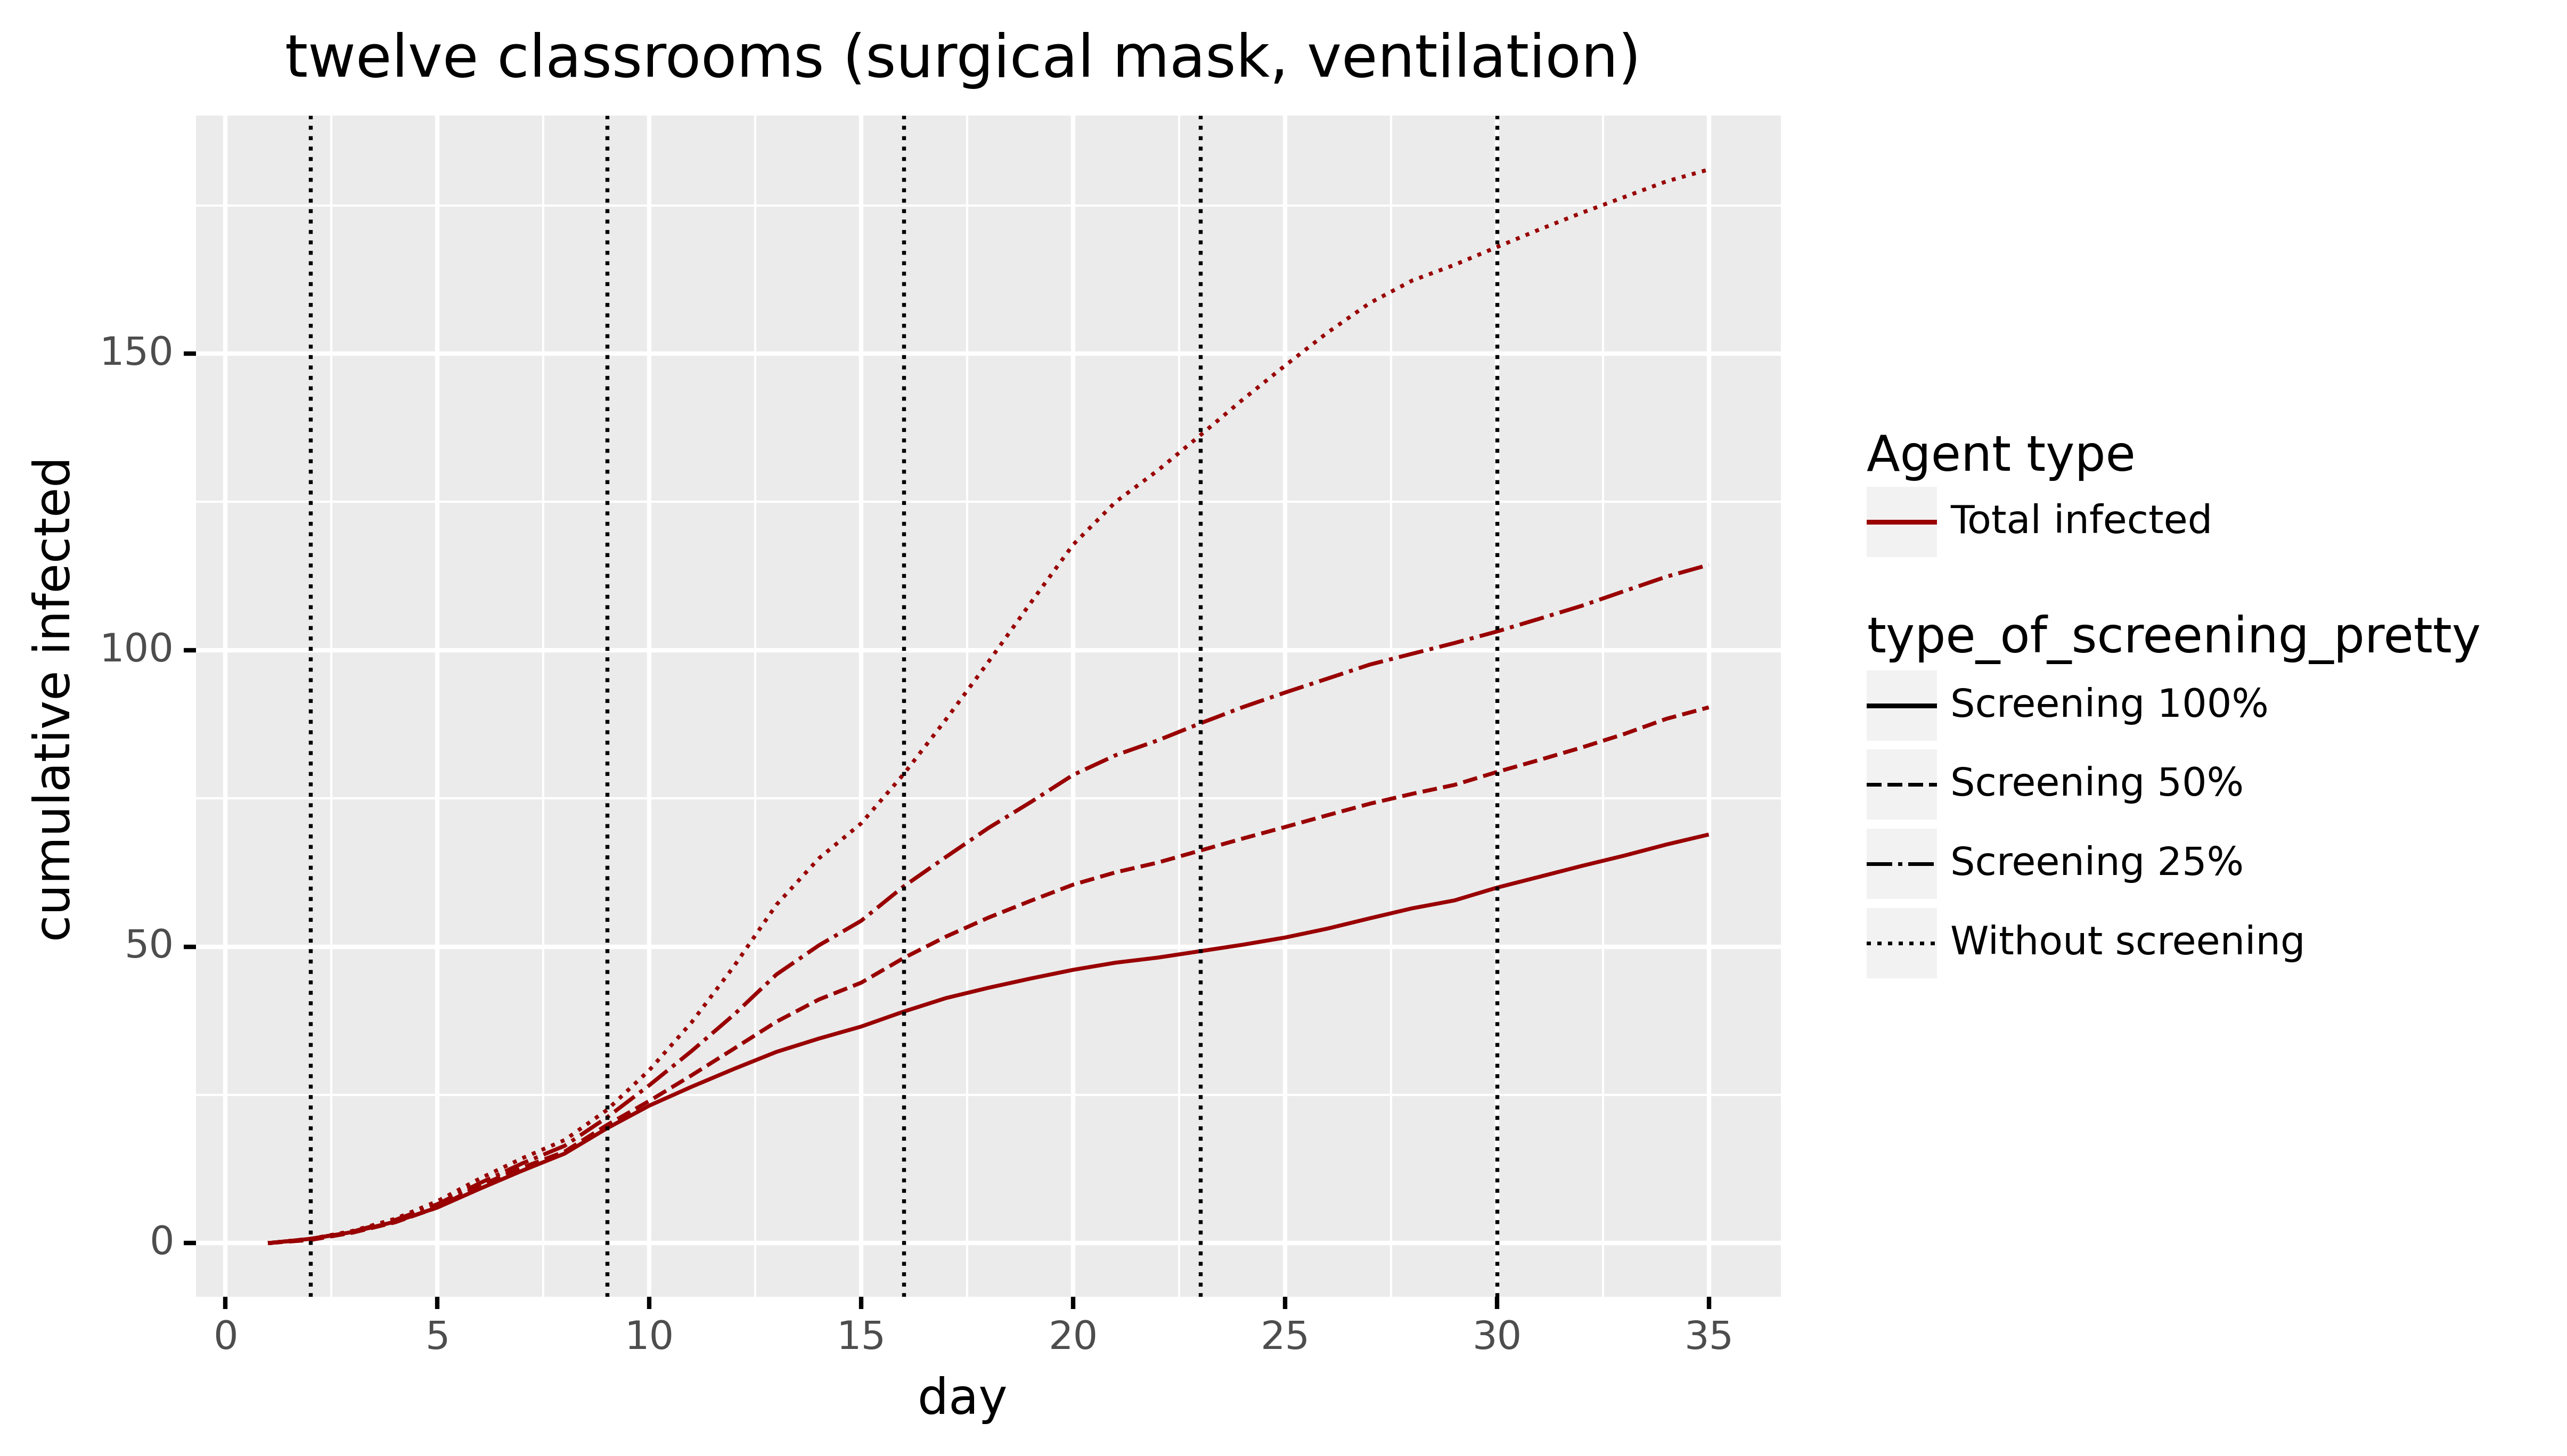 twelve classrooms (surgical mask, ventilation)
cumulative infected
150
100
50
0
0 5 10 15 20 25 30 35
day
Agent type
Total infected
type_of_screening_pretty
Screening 100%
Screening 50%
Screening 25%
Without screening